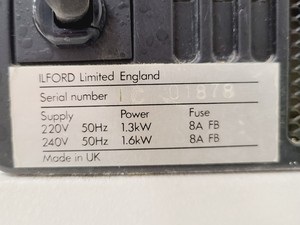 ILFORD Limited England
Serial number 01878
Supply Power Fuse
220V 50Hz 1.3kW 8A FB
240V 50Hz 1.6kW 8A FB
Made in UK